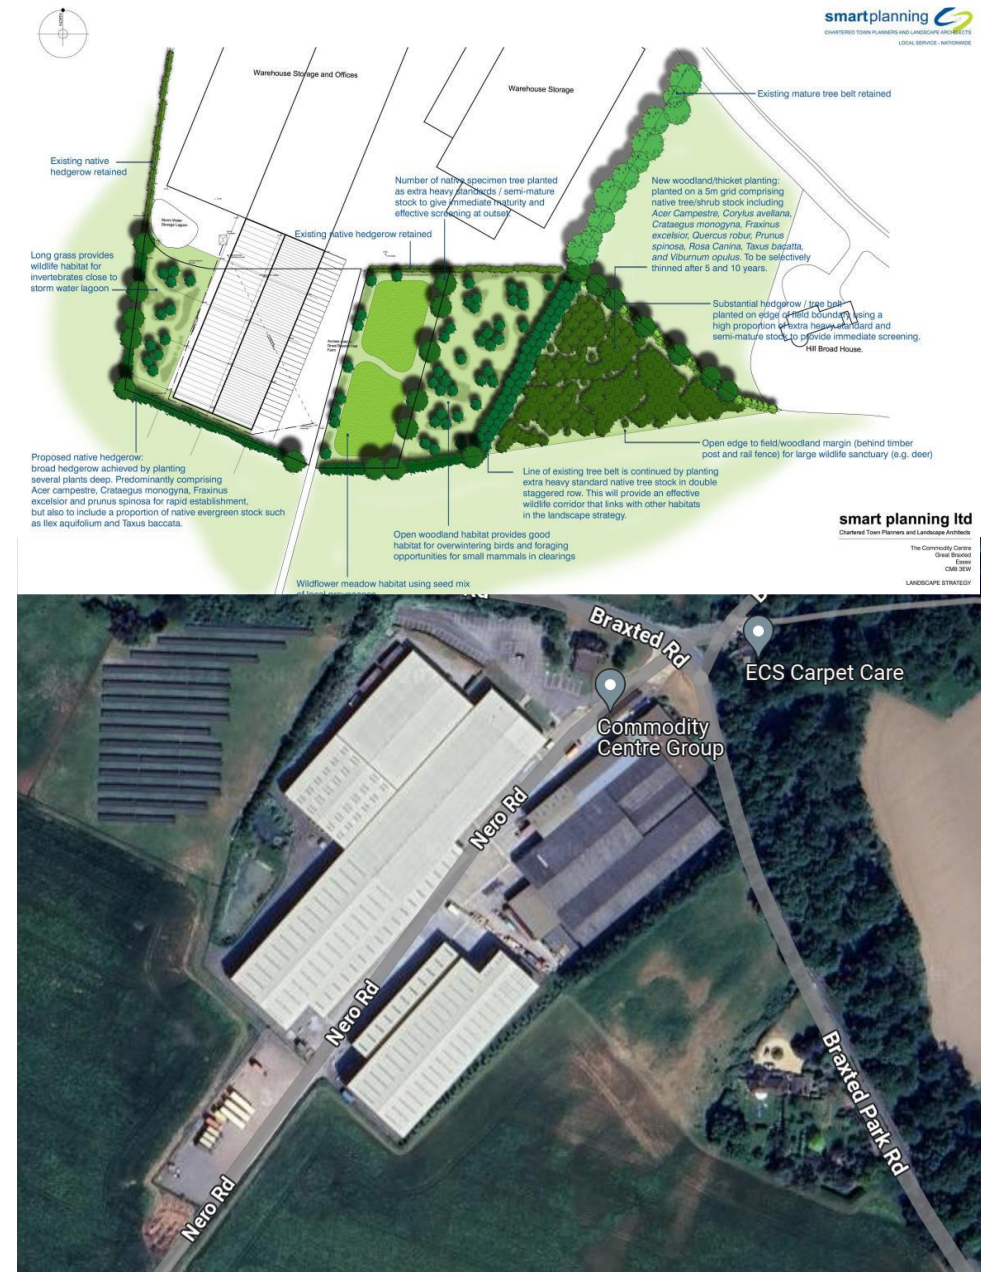 NORTH
smartplanning
CHARTERED TOWN PLANNERS AND LANDSCAPE ARCHITECTS
LOCAL SERVICE - NATIONWIDE
Warehouse Storage and Offices
Warehouse Storage
Existing mature tree belt retained
Existing native
hedgerow retained
Number of native specimen tree planted
as extra heavy standards / semi-mature
stock to give immediate maturity and
effective screening at outset.
New woodland/thicket planting:
planted on a 5m grid comprising
native tree/shrub stock including
Acer Campestre, Corylus avellana,
Crataegus monogyna, Fraxinus
excelsior, Quercus robur, Prunus
spinosa, Rosa Canina, Taxus bacatta,
and Viburnum opulus. To be selectively
thinned after 5 and 10 years.
Storm Water
Storage Lagoon
Existing native hedgerow retained
Long grass provides
wildlife habitat for
invertebrates close to
storm water lagoon
Substantial hedgerow / tree belt
planted on edge of field boundary using a
high proportion of extra heavy standard and
semi-mature stock to provide immediate screening.
Hill Broad House.
Proposed native hedgerow:
broad hedgerow achieved by planting
several plants deep. Predominantly comprising
Acer campestre, Crataegus monogyna, Fraxinus
excelsior and prunus spinosa for rapid establishment,
but also to include a proportion of native evergreen stock such
as Ilex aquifolium and Taxus baccata.
Open edge to field/woodland margin (behind timber
post and rail fence) for large wildlife sanctuary (e.g. deer)
Line of existing tree belt is continued by planting
extra heavy standard native tree stock in double
staggered row. This will provide an effective
wildlife corridor that links with other habitats
in the landscape strategy.
Open woodland habitat provides good
habitat for overwintering birds and foraging
opportunities for small mammals in clearings
Wildflower meadow habitat using seed mix
smart planning ltd
Chartered Town Planners and Landscape Architects
The Commodity Centre
Great Braxted
Essex
CM8 3EW
LANDSCAPE STRATEGY
Rd
Braxted Rd
ECS Carpet Care
Commodity
Centre Group
Nero Rd
Nero Rd
Braxted Park Rd
Nero Rd